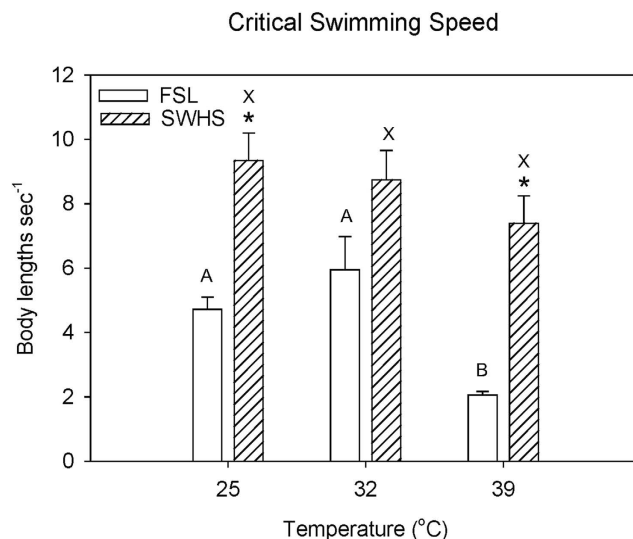 Critical Swimming Speed
12
10
8
6
4
2
0
Body lengths sec⁻¹
FSL
SWHS
X
*
X
X
*
A
A
B
25
32
39
Temperature (°C)